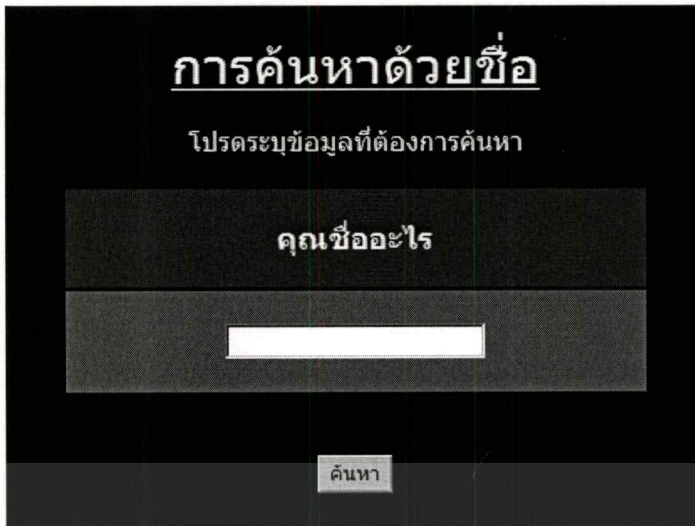 การค้นหาด้วยชื่อ
โปรดระบุข้อมูลที่ต้องการค้นหา
คุณชื่ออะไร
ค้นหา